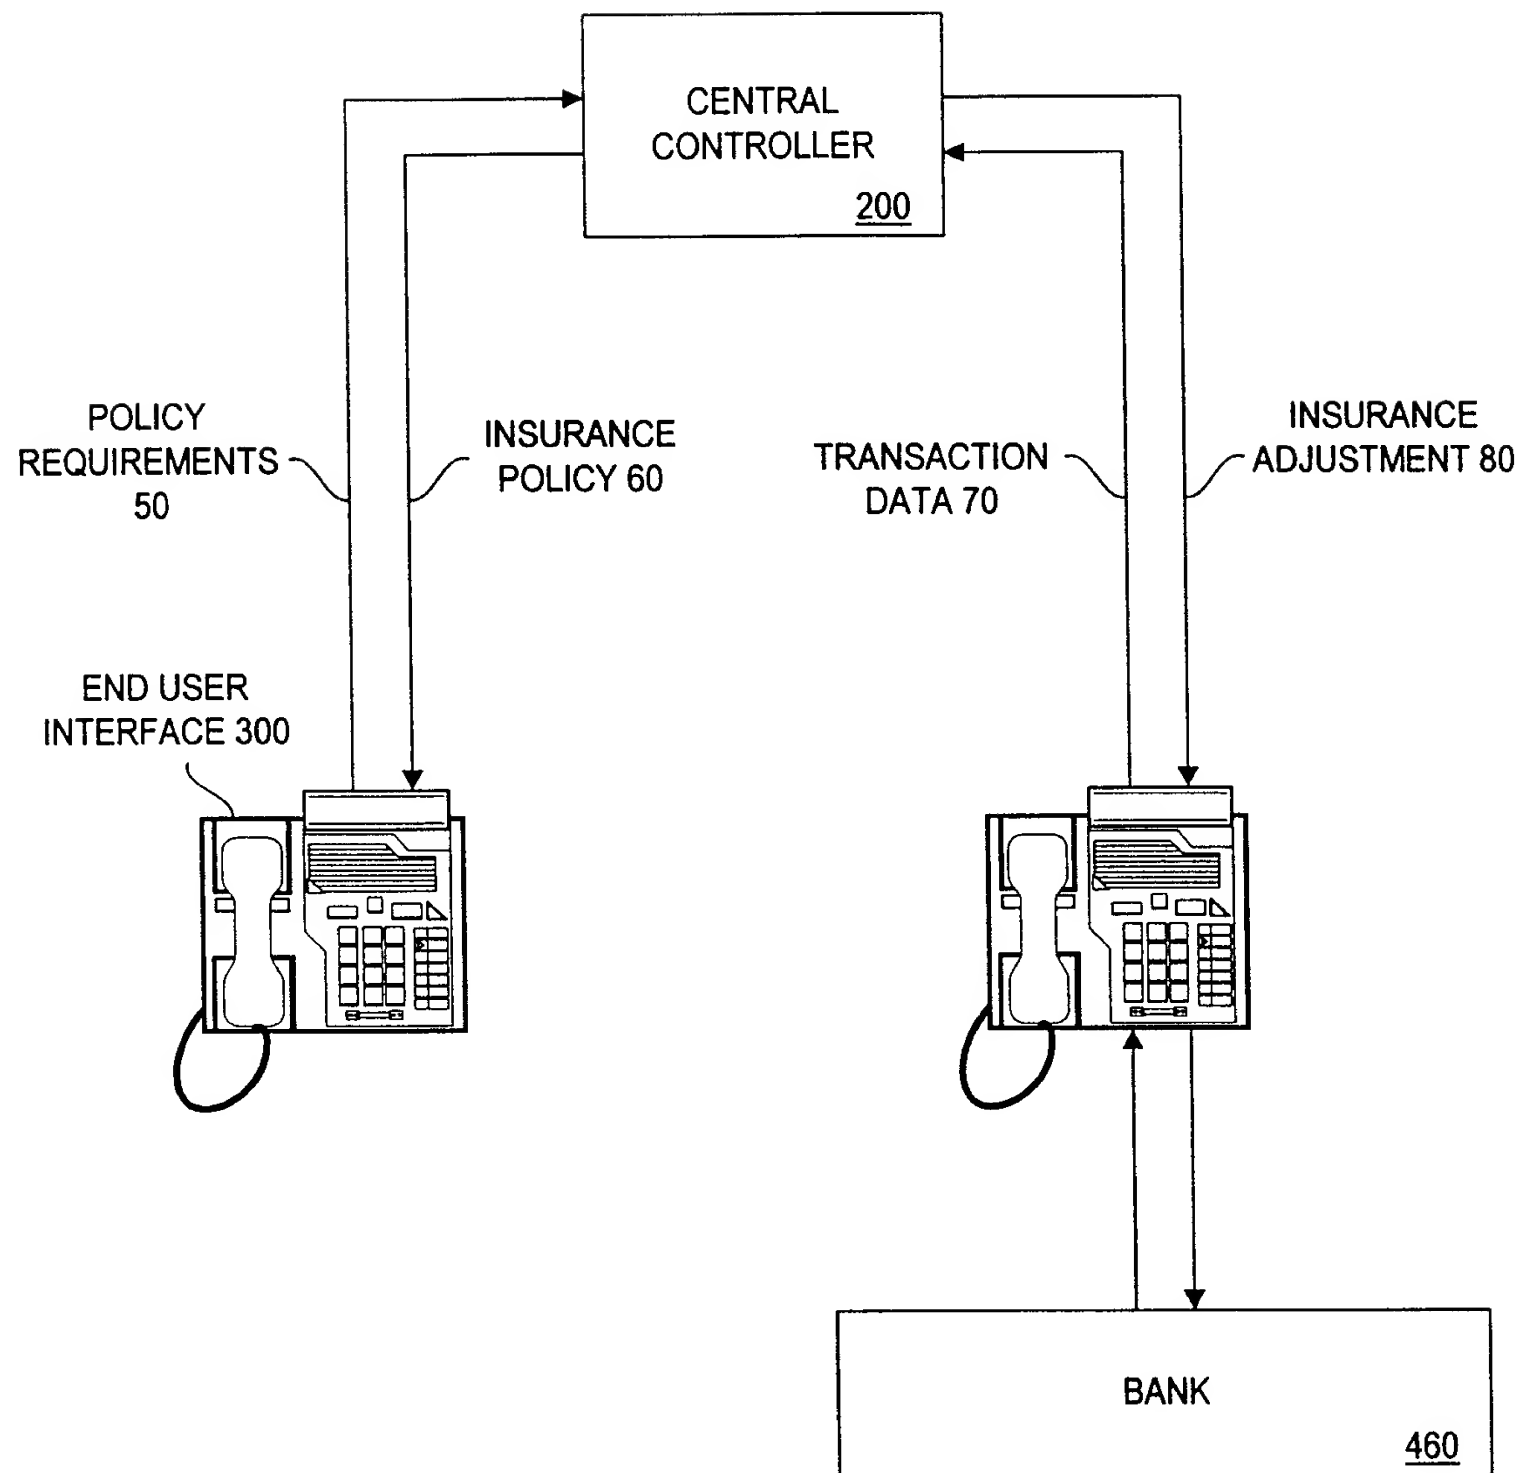 CENTRAL
CONTROLLER
200
POLICY
REQUIREMENTS
50
INSURANCE
POLICY 60
TRANSACTION
DATA 70
INSURANCE
ADJUSTMENT 80
END USER
INTERFACE 300
BANK
460